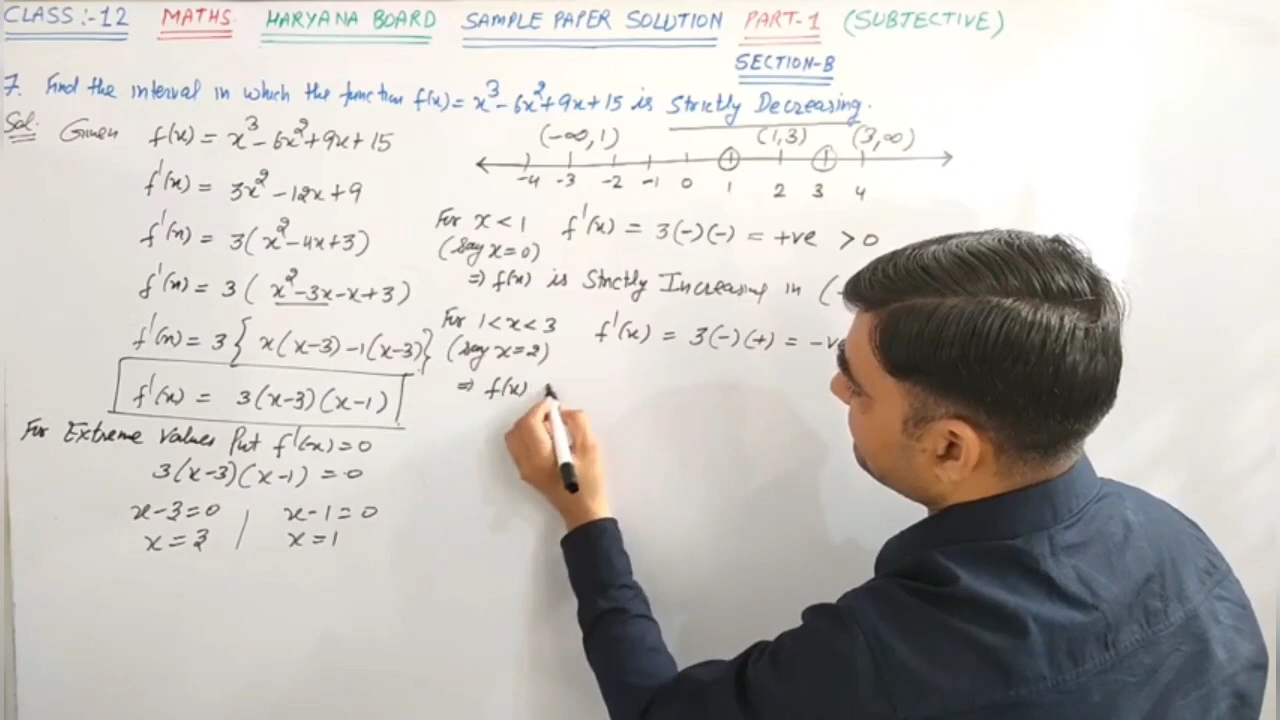 CLASS:-12 MATHS HARYANA BOARD SAMPLE PAPER SOLUTION PART-1 (SUBTJECTIVE)
SECTION-B
7. Find the interval in which the function f(x) = x³-6x²+9x+15 is Strictly Decreasing.
Sol. Given f(x) = x³-6x²+9x+15
f'(x) = 3x²-12x+9
f'(x) = 3(x²-4x+3)
f'(x) = 3(x²-3x-x+3)
f'(x) = 3{x(x-3)-1(x-3)}
f'(x) = 3(x-3)(x-1)
For Extreme Values Put f'(x)=0
3(x-3)(x-1) = 0
x-3=0 / x-1=0
x=3 / x=1
(-∞,1) (1,3) (3,∞)
-4 -3 -2 -1 0 1 2 3 4
For x<1 f'(x) = 3(-)(-) = +ve >0
(Say x=0)
⇒ f(x) is Strictly Increasing in (-
For 1<x<3 f'(x) = 3(-)(+) = -ve
(Say x=2)
⇒ f(x)